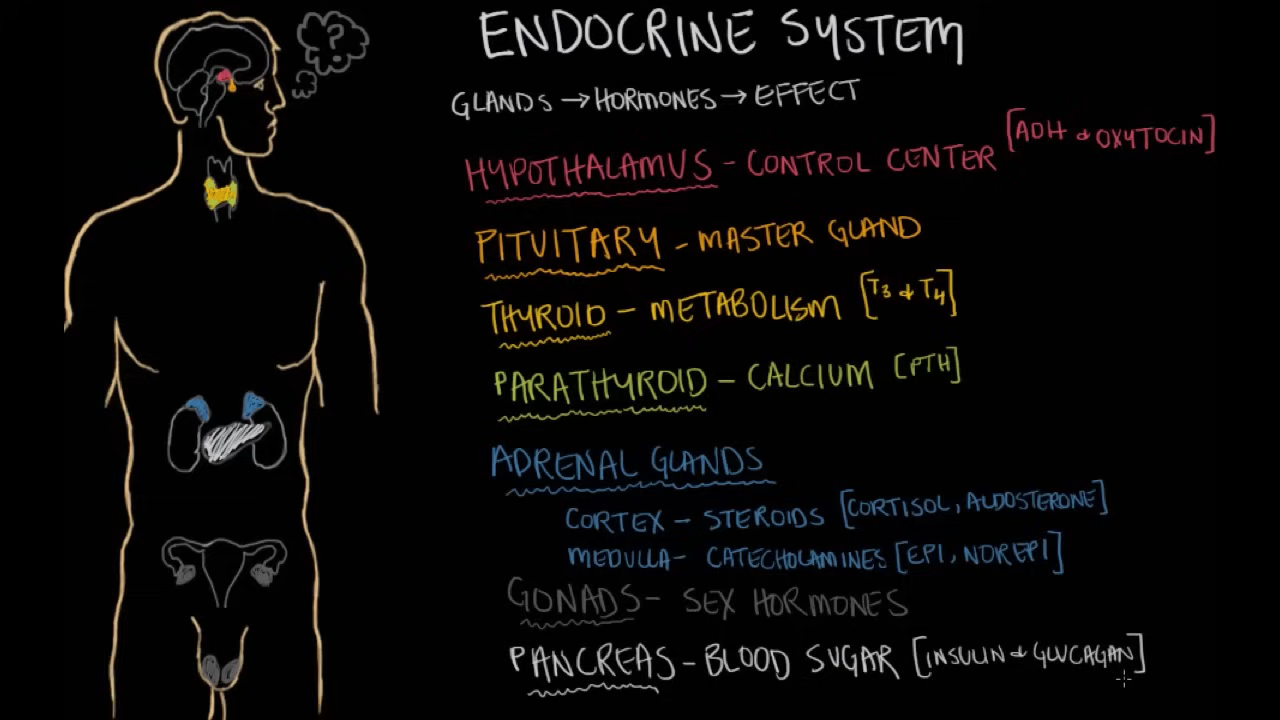 ?
ENDOCRINE SYSTEM
GLANDS → HORMONES → EFFECT
HYPOTHALAMUS - CONTROL CENTER [ADH & OXYTOCIN]
PITUITARY - MASTER GLAND
THYROID - METABOLISM [T3 & T4]
PARATHYROID - CALCIUM [PTH]
ADRENAL GLANDS
CORTEX - STEROIDS [CORTISOL, ALDOSTERONE]
MEDULLA - CATECHOLAMINES [EPI, NOREPI]
GONADS - SEX HORMONES
PANCREAS - BLOOD SUGAR [INSULIN & GLUCAGAN]